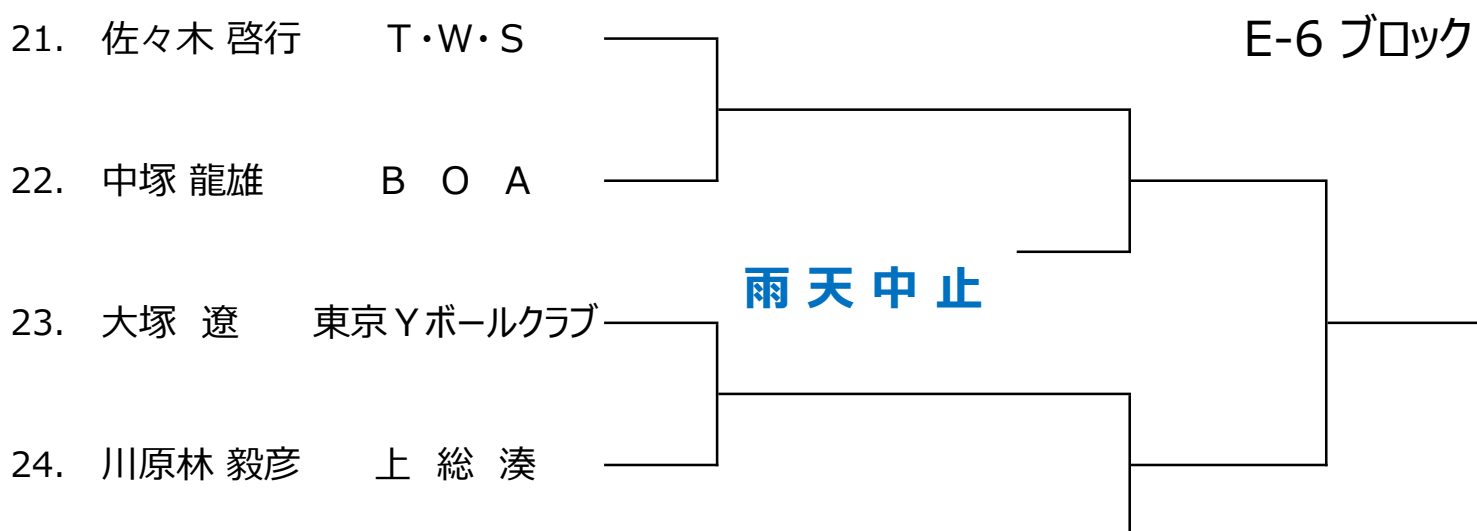 E-6 ブロック
21. 佐々木 啓行 T・W・S
22. 中塚 龍雄 B O A
雨 天 中 止
23. 大塚 遼 東京Yボールクラブ
24. 川原林 毅彦 上 総 湊